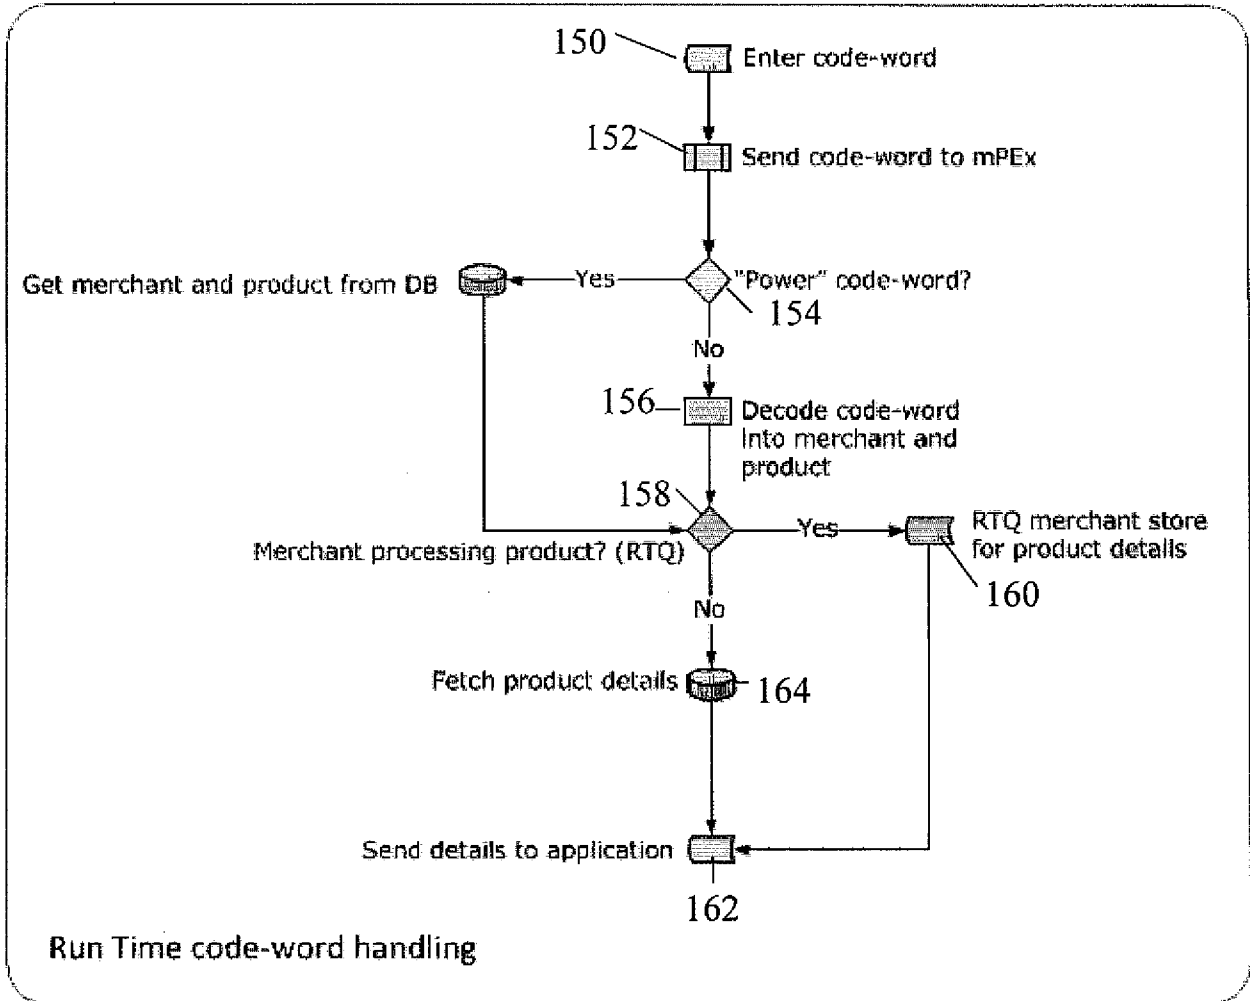 150
Enter code-word
152
Send code-word to mPEx
Get merchant and product from DB
Yes
"Power" code-word?
154
No
156
Decode code-word
into merchant and
product
158
Merchant processing product? (RTQ)
Yes
RTQ merchant store
for product details
160
No
Fetch product details
164
Send details to application
162
Run Time code-word handling